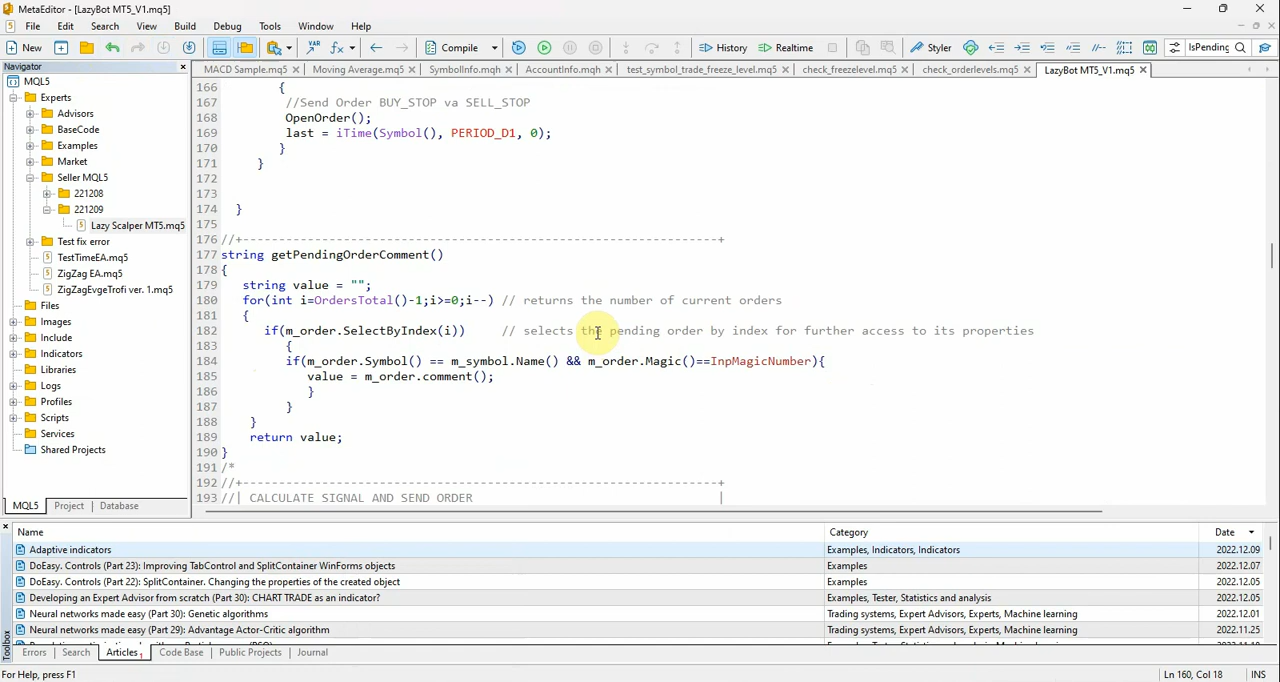 MetaEditor - [LazyBot MT5_V1.mq5]
File Edit Search View Build Debug Tools Window Help
New Compile History Realtime Styler IsPending
Navigator
MACD Sample.mq5 Moving Average.mq5 SymbolInfo.mqh AccountInfo.mqh test_symbol_trade_freeze_level.mq5 check_freezelevel.mq5 check_orderlevels.mq5 LazyBot MT5_V1.mq5
MQL5
Experts
Advisors
BaseCode
Examples
Market
Seller MQL5
221208
221209
Lazy Scalper MT5.mq5
Test fix error
TestTimeEA.mq5
ZigZag EA.mq5
ZigZagEvgeTrofi ver. 1.mq5
Files
Images
Include
Indicators
Libraries
Logs
Profiles
Scripts
Services
Shared Projects
MQL5 Project Database
166 {
167 //Send Order BUY_STOP va SELL_STOP
168 OpenOrder();
169 last = iTime(Symbol(), PERIOD_D1, 0);
170 }
171 }
172
173
174 }
175
176 //+------------------------------------------------------------------+
177 string getPendingOrderComment()
178 {
179 string value = "";
180 for(int i=OrdersTotal()-1;i>=0;i--) // returns the number of current orders
181 {
182 if(m_order.SelectByIndex(i)) // selects the pending order by index for further access to its properties
183 {
184 if(m_order.Symbol() == m_symbol.Name() && m_order.Magic()==InpMagicNumber){
185 value = m_order.comment();
186 }
187 }
188 }
189 return value;
190 }
191 /*
192 //+------------------------------------------------------------------+
193 //| CALCULATE SIGNAL AND SEND ORDER |
Name Category Date
Adaptive indicators Examples, Indicators, Indicators 2022.12.09
DoEasy. Controls (Part 23): Improving TabControl and SplitContainer WinForms objects Examples 2022.12.07
DoEasy. Controls (Part 22): SplitContainer. Changing the properties of the created object Examples 2022.12.05
Developing an Expert Advisor from scratch (Part 30): CHART TRADE as an indicator? Examples, Tester, Statistics and analysis 2022.12.05
Neural networks made easy (Part 30): Genetic algorithms Trading systems, Expert Advisors, Experts, Machine learning 2022.12.01
Neural networks made easy (Part 29): Advantage Actor-Critic algorithm Trading systems, Expert Advisors, Experts, Machine learning 2022.11.25
Toolbox
Errors Search Articles Code Base Public Projects Journal
For Help, press F1 Ln 160, Col 18 INS